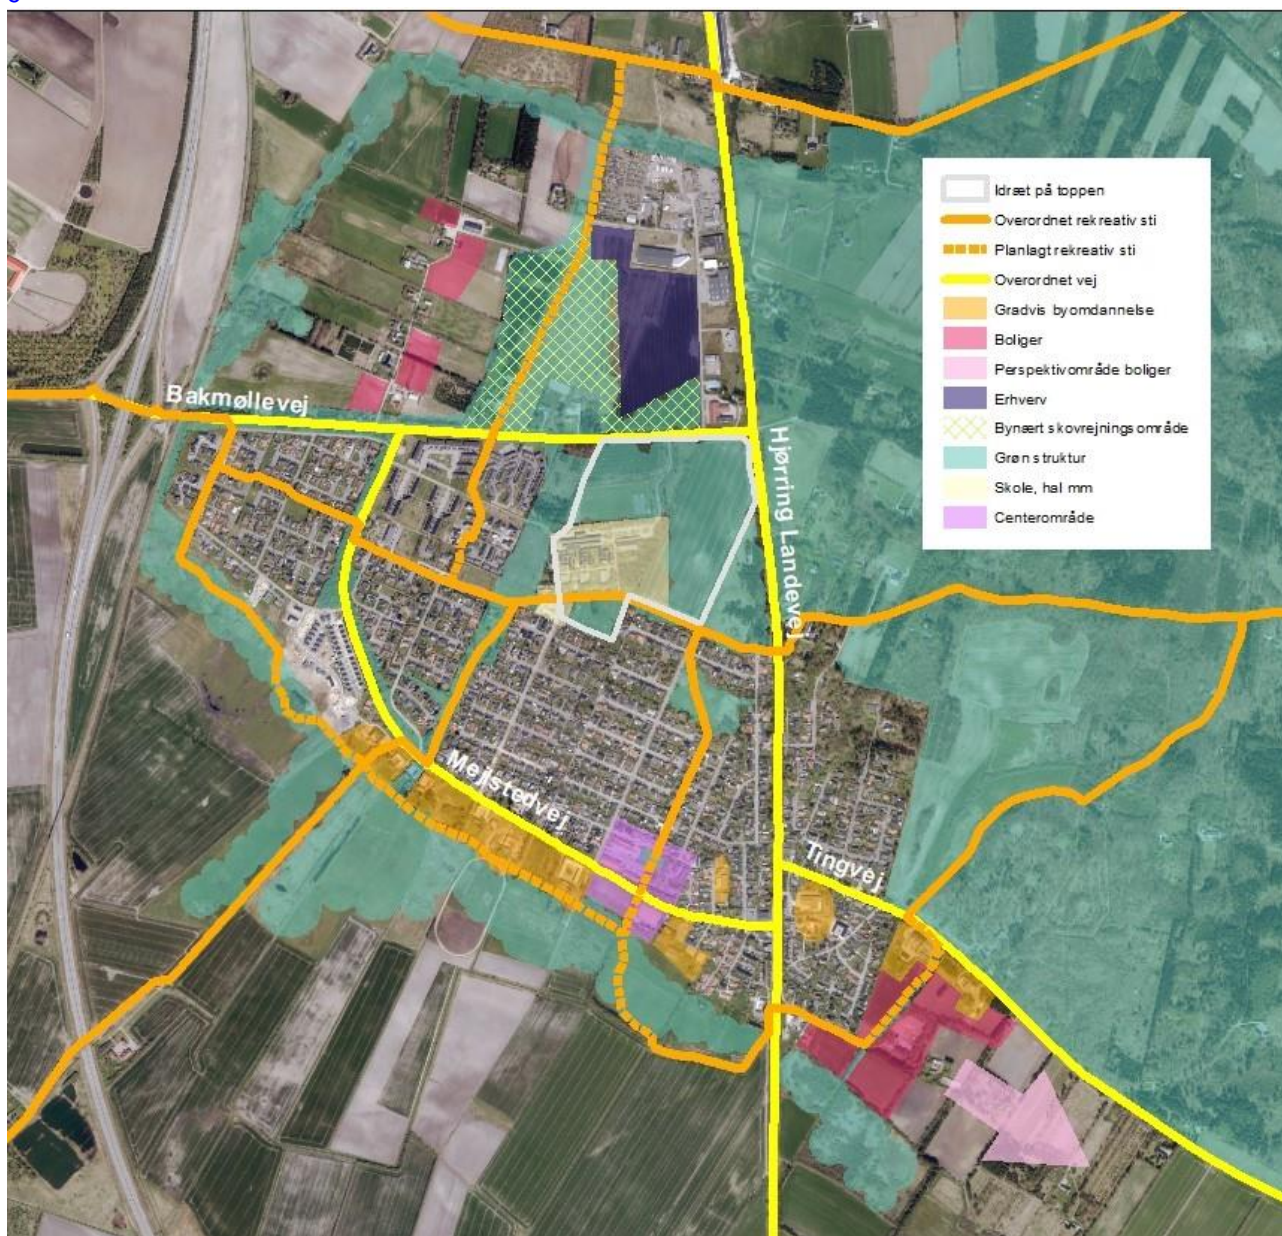 Idræt på toppen
Overordnet rekreativ sti
Planlagt rekreativ sti
Overordnet vej
Gradvis byomdannelse
Boliger
Perspektivområde boliger
Erhverv
Bynært skovrejningsområde
Grøn struktur
Skole, hal mm
Centerområde
Bakmøllevej
Hjørring Landevej
Mejlstedvej
Tingvej